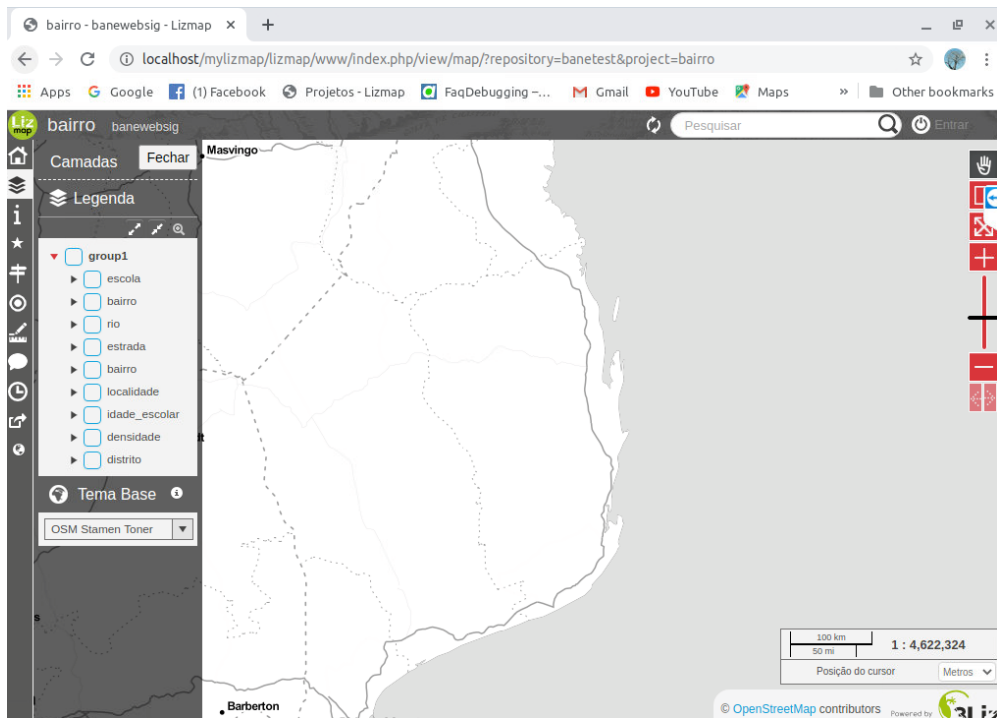 bairro - banewebsig - Lizmap
localhost/mylizmap/lizmap/www/index.php/view/map/?repository=banetest&project=bairro
Apps Google (1) Facebook Projetos - Lizmap FaqDebugging –... Gmail YouTube Maps » Other bookmarks
Liz map bairro banewebsig Pesquisar Entrar
Camadas Fechar
Masvingo
Legenda
group1
escola
bairro
rio
estrada
bairro
localidade
idade_escolar
densidade
distrito
Tema Base
OSM Stamen Toner
100 km
50 mi
1 : 4,622,324
Posição do cursor Metros
Barberton
© OpenStreetMap contributors Powered by 3Liz